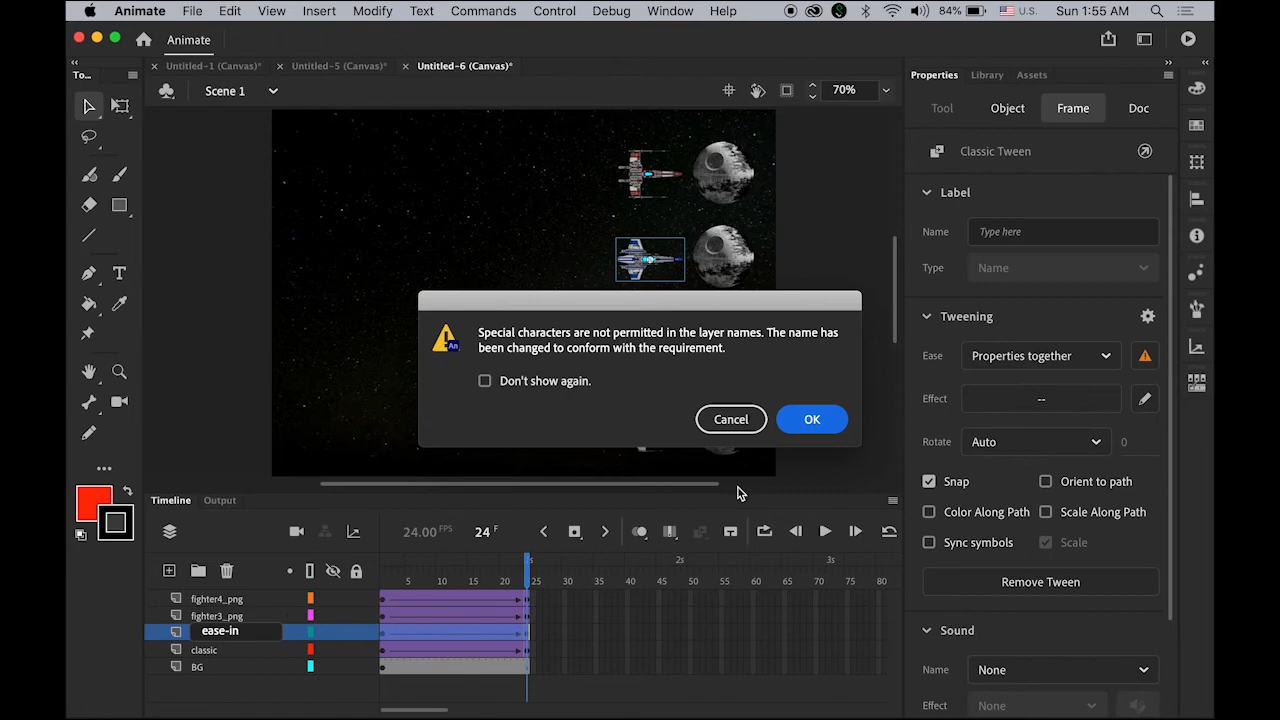 Animate File Edit View Insert Modify Text Commands Control Debug Window Help 84% U.S. Sun 1:55 AM
Animate
To... Untitled-1 (Canvas)* Untitled-5 (Canvas)* Untitled-6 (Canvas)* Properties Library Assets
Scene 1 70%
Tool Object Frame Doc
Classic Tween
Label
Name Type here
Type Name
Tweening
Special characters are not permitted in the layer names. The name has
been changed to conform with the requirement.
An
Ease Properties together
Don't show again.
Effect --
Cancel OK
Rotate Auto 0
Snap Orient to path
Timeline Output
Color Along Path Scale Along Path
24.00 FPS 24 F
Sync symbols Scale
s 2s 3s
5 10 15 20 25 30 35 40 45 50 55 60 65 70 75 80
Remove Tween
fighter4_png
fighter3_png
ease-in
Sound
classic
BG
Name None
Effect None